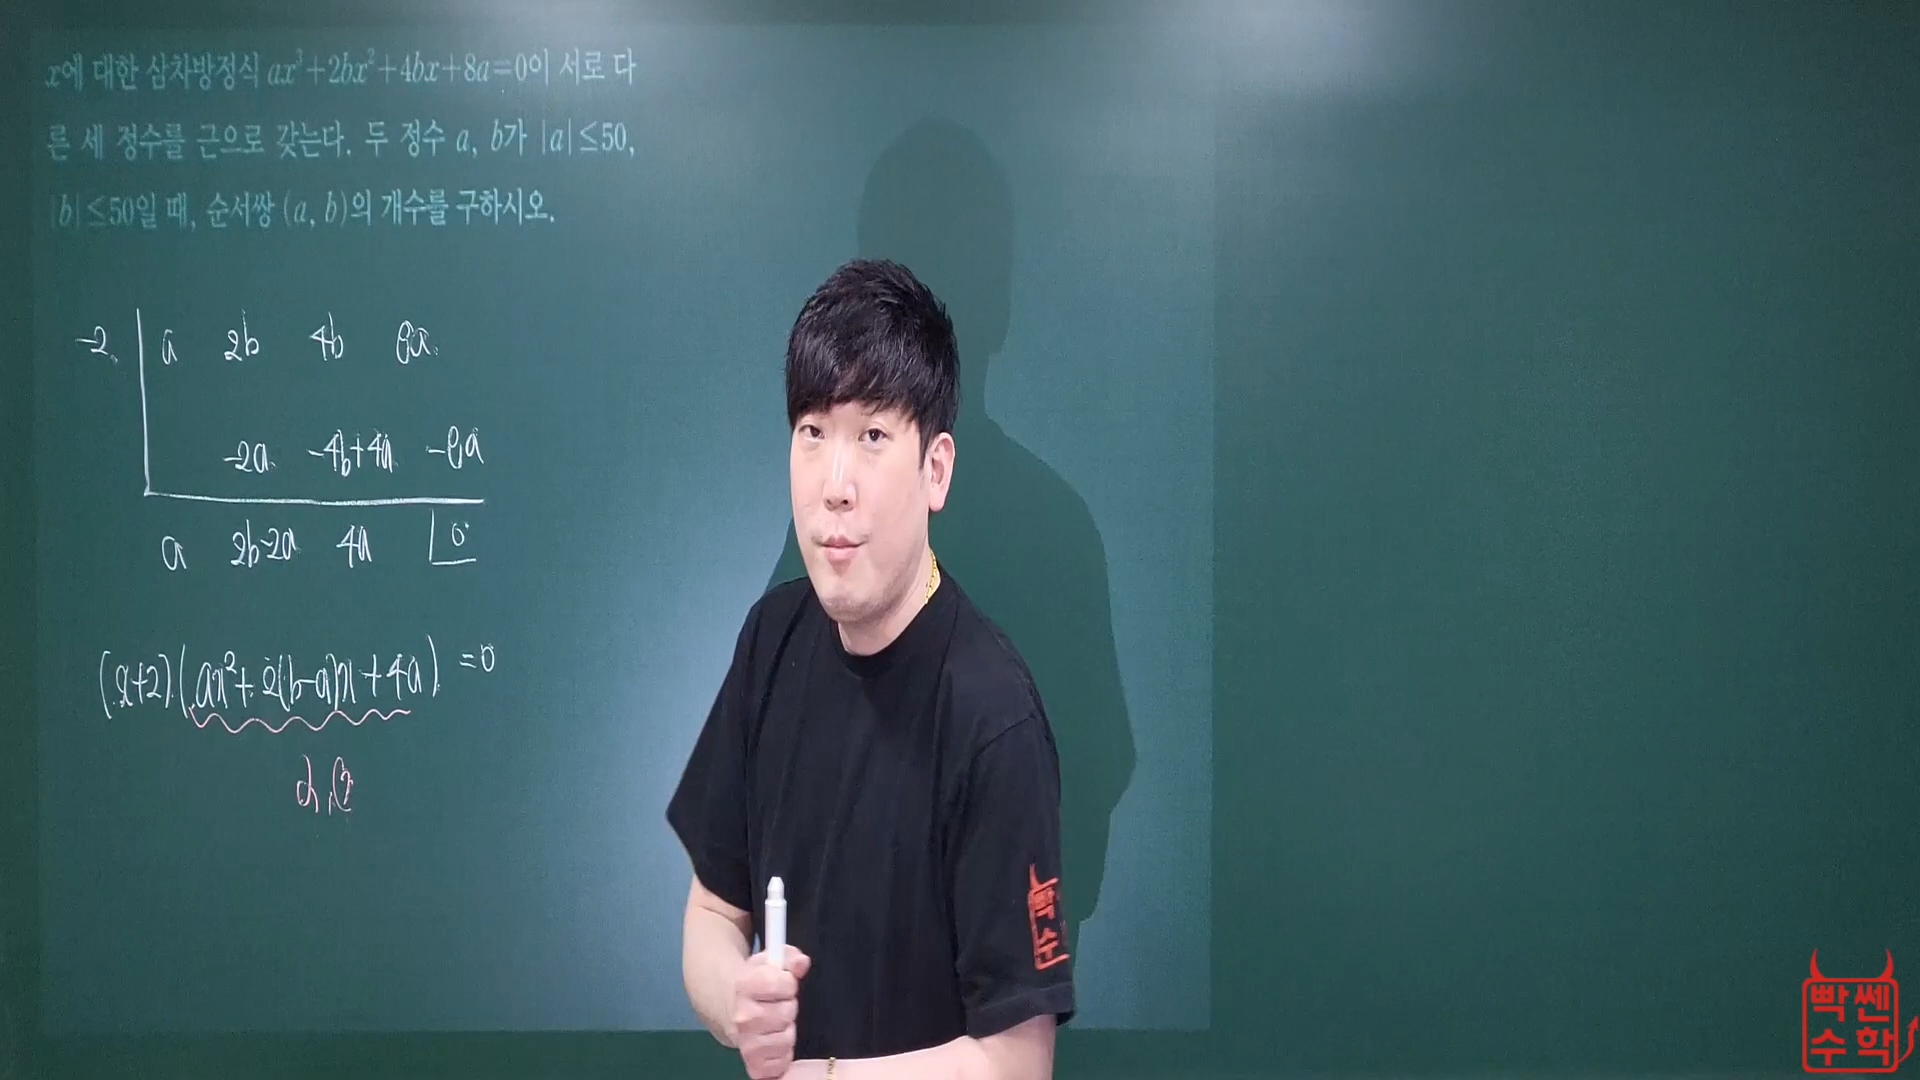 x에 대한 삼차방정식 ax³+2bx²+4bx+8a=0이 서로 다
른 세 정수를 근으로 갖는다. 두 정수 a, b가 |a|≤50,
|b|≤50일 때, 순서쌍 (a, b)의 개수를 구하시오.
-2 a 2b 4b 8a
-2a -4b+4a -8a
a 2b-2a 4a 0
(x+2)(ax²+2(b-a)x+4a)=0
α, β
빡
수
빡쎈
수학